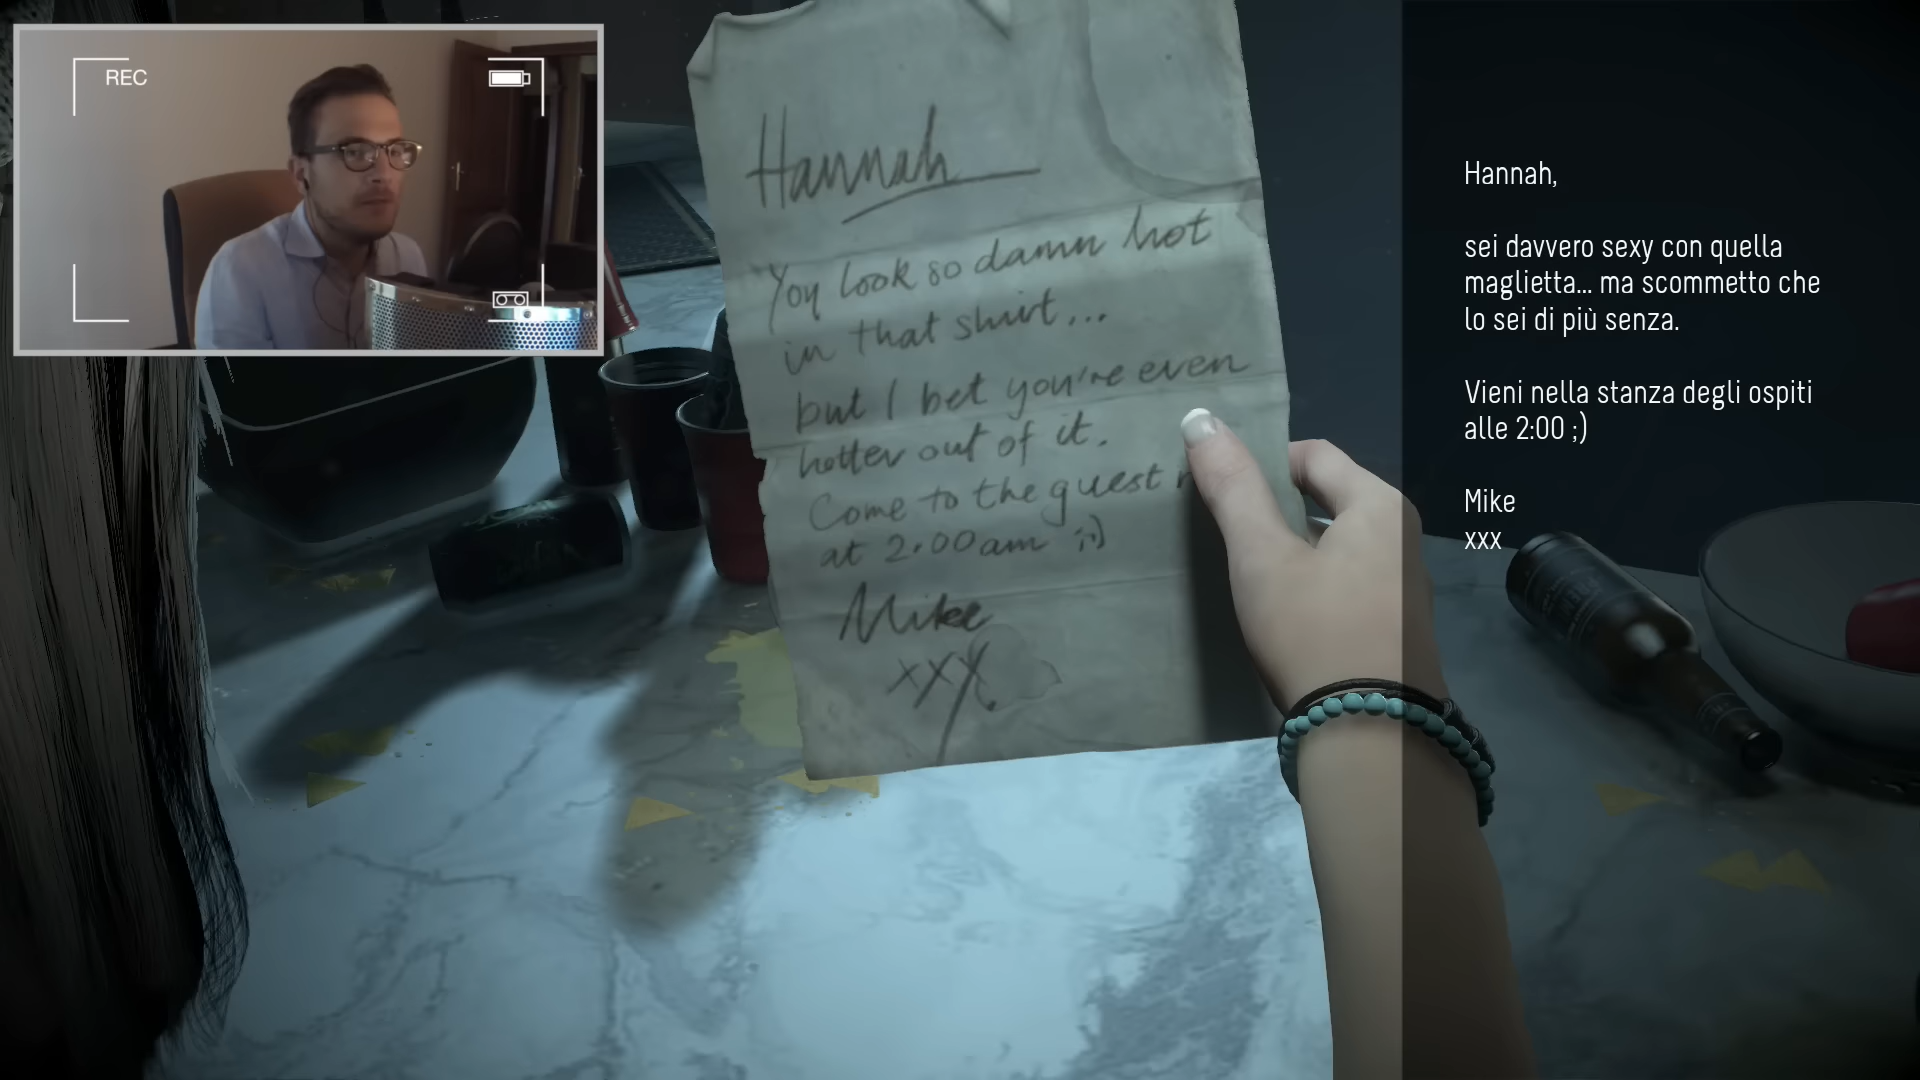 REC
Hannah
You look so damn hot
in that shirt...
but I bet you're even
hotter out of it.
Come to the guest
at 2.00am ;)
Mike
xxx.
Hannah,
sei davvero sexy con quella
maglietta... ma scommetto che
lo sei di più senza.
Vieni nella stanza degli ospiti
alle 2:00 ;)
Mike
xxx